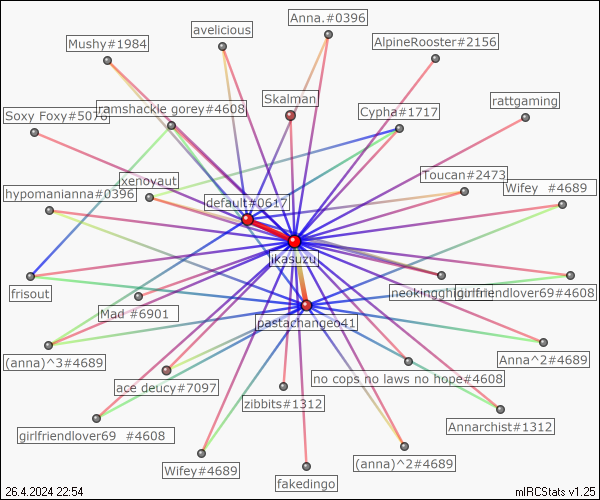 Anna.#0396
avelicious
Mushy#1984
AlpineRooster#2156
Skalman
rattgaming
ramshackle gorey#4608
Cypha#1717
Soxy Foxy#5076
Toucan#2473
xenoyaut
Wifey #4689
hypomanianna#0396
default#0617
ikasuzu
frisout
girlfriendlover69#4608
Mad #6901
pastachangeo41
(anna)^3#4689
Anna^2#4689
no cops no laws no hope#4608
ace deucy#7097
zibbits#1312
Annarchist#1312
girlfriendlover69 #4608
(anna)^2#4689
Wifey#4689
fakedingo
26.4.2024 22:54
mIRCStats v1.25